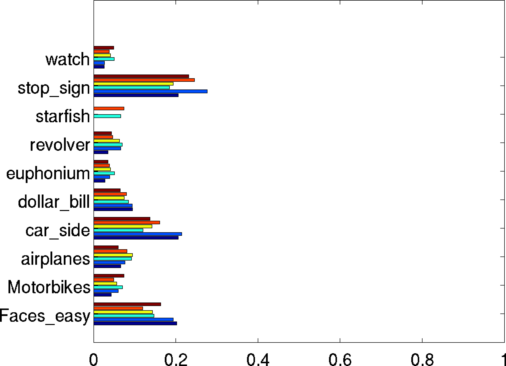 watch
stop_sign
starfish
revolver
euphonium
dollar_bill
car_side
airplanes
Motorbikes
Faces_easy
0 0.2 0.4 0.6 0.8 1